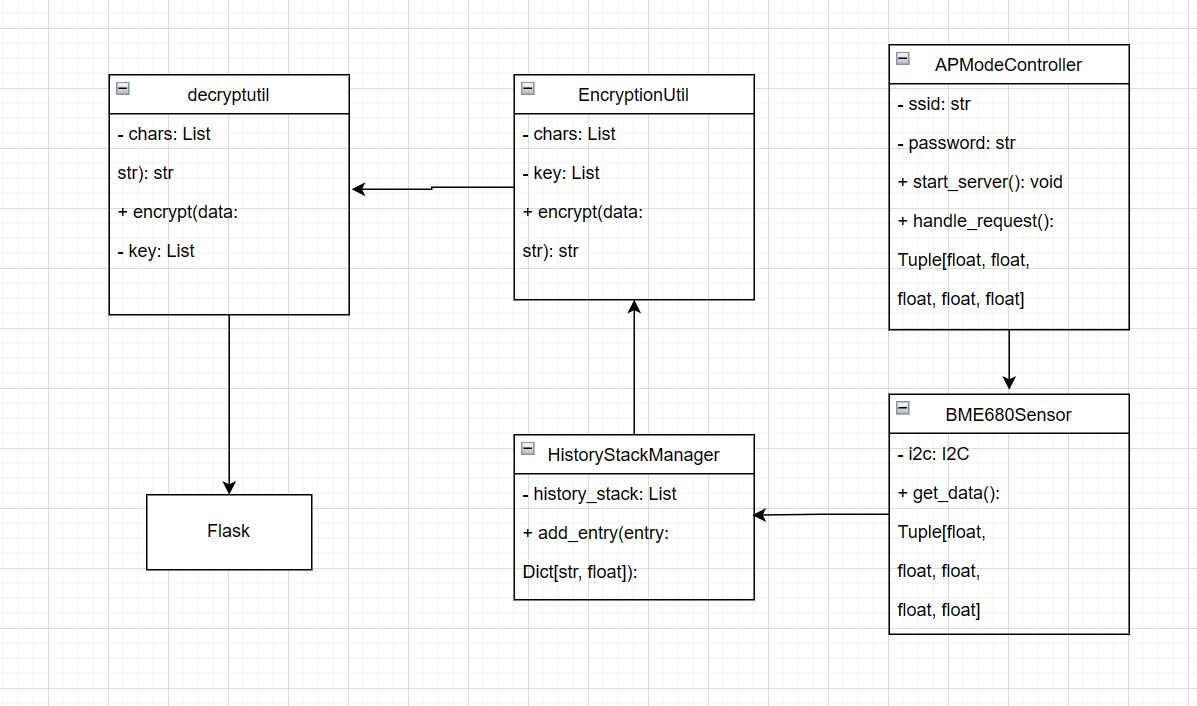 decryptutil
- chars: List
str): str
+ encrypt(data:
- key: List
EncryptionUtil
- chars: List
- key: List
+ encrypt(data:
str): str
APModeController
- ssid: str
- password: str
+ start_server(): void
+ handle_request():
Tuple[float, float,
float, float, float]
Flask
HistoryStackManager
- history_stack: List
+ add_entry(entry:
Dict[str, float]):
BME680Sensor
- i2c: I2C
+ get_data():
Tuple[float,
float, float,
float, float]